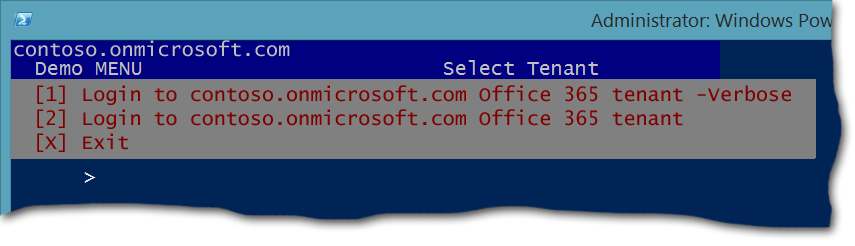 Administrator: Windows Pow
contoso.onmicrosoft.com
Demo MENU Select Tenant
[1] Login to contoso.onmicrosoft.com Office 365 tenant -Verbose
[2] Login to contoso.onmicrosoft.com Office 365 tenant
[X] Exit
>